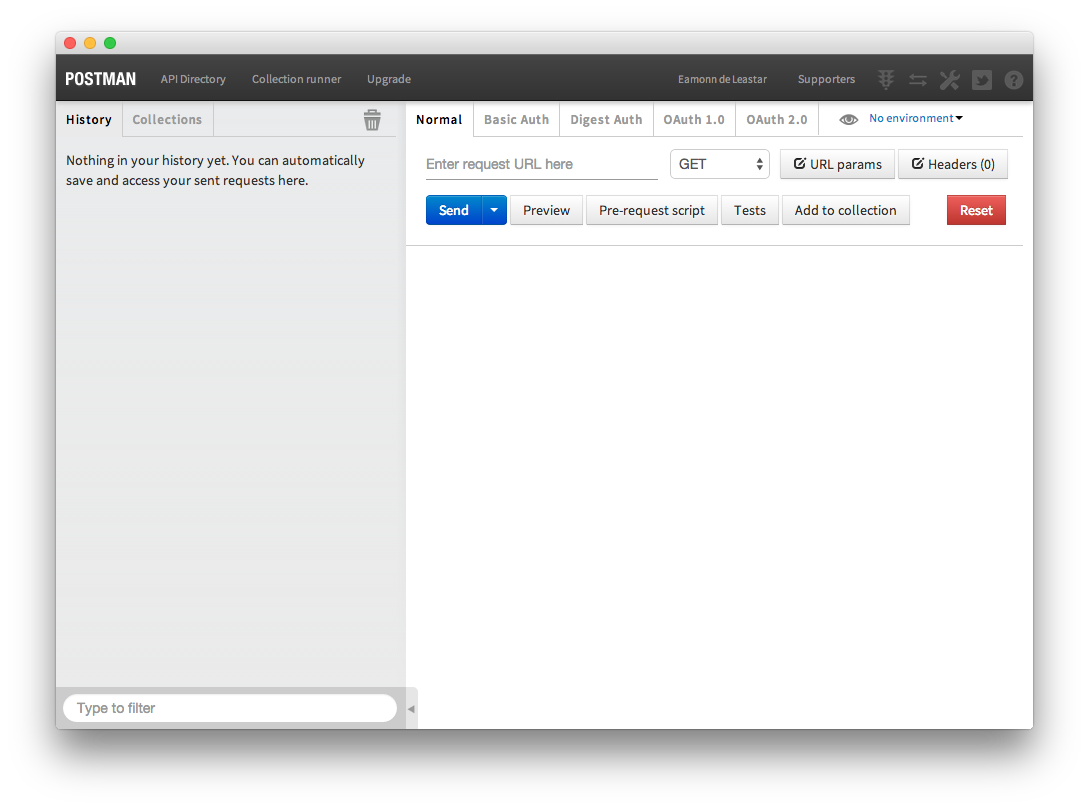 POSTMAN API Directory Collection runner Upgrade Eamonn de Leastar Supporters
History Collections
Normal Basic Auth Digest Auth OAuth 1.0 OAuth 2.0 No environment
Nothing in your history yet. You can automatically
save and access your sent requests here.
Enter request URL here GET URL params Headers (0)
Send Preview Pre-request script Tests Add to collection Reset
Type to filter